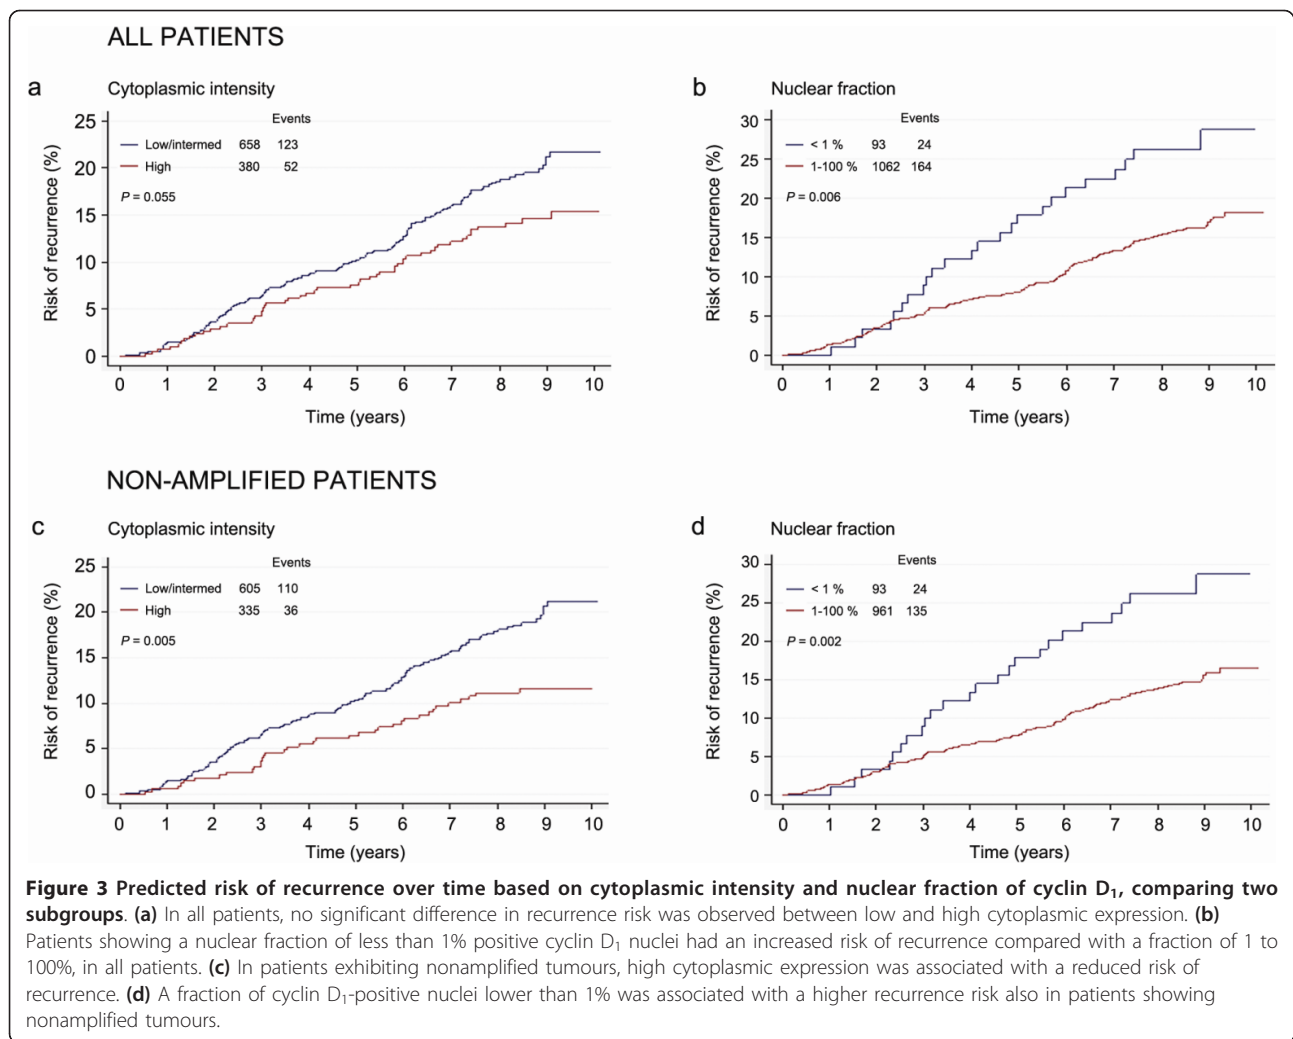 ALL PATIENTS
a
Cytoplasmic intensity
Events
Low/intermed 658 123
High 380 52
P = 0.055
Risk of recurrence (%)
25
20
15
10
5
0
0 1 2 3 4 5 6 7 8 9 10
Time (years)
b
Nuclear fraction
Events
< 1 % 93 24
1-100 % 1062 164
P = 0.006
Risk of recurrence (%)
30
25
20
15
10
5
0
0 1 2 3 4 5 6 7 8 9 10
Time (years)
NON-AMPLIFIED PATIENTS
c
Cytoplasmic intensity
Events
Low/intermed 605 110
High 335 36
P = 0.005
Risk of recurrence (%)
25
20
15
10
5
0
0 1 2 3 4 5 6 7 8 9 10
Time (years)
d
Nuclear fraction
Events
< 1 % 93 24
1-100 % 961 135
P = 0.002
Risk of recurrence (%)
30
25
20
15
10
5
0
0 1 2 3 4 5 6 7 8 9 10
Time (years)
Figure 3 Predicted risk of recurrence over time based on cytoplasmic intensity and nuclear fraction of cyclin D₁, comparing two
subgroups. (a) In all patients, no significant difference in recurrence risk was observed between low and high cytoplasmic expression. (b)
Patients showing a nuclear fraction of less than 1% positive cyclin D₁ nuclei had an increased risk of recurrence compared with a fraction of 1 to
100%, in all patients. (c) In patients exhibiting nonamplified tumours, high cytoplasmic expression was associated with a reduced risk of
recurrence. (d) A fraction of cyclin D₁-positive nuclei lower than 1% was associated with a higher recurrence risk also in patients showing
nonamplified tumours.